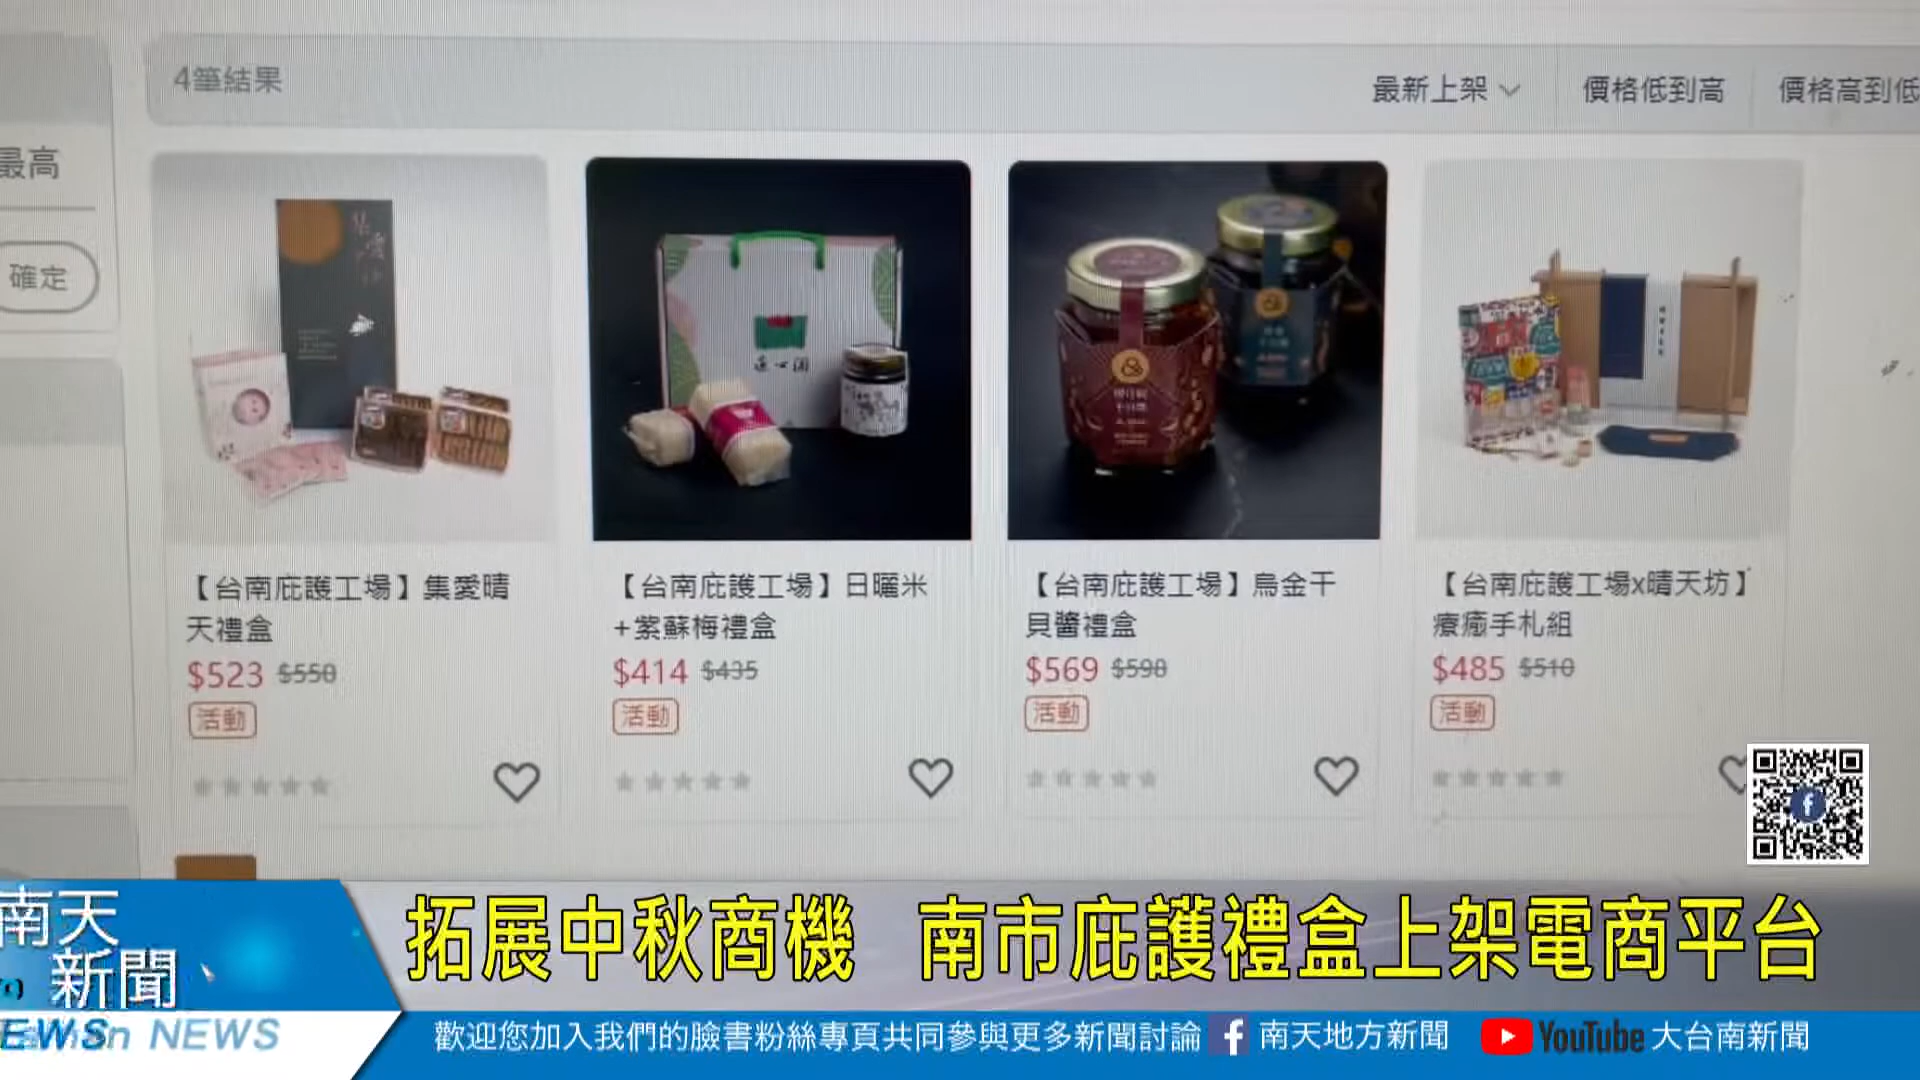 4筆結果
最新上架
價格低到高
價格高到低
最高
確定
【台南庇護工場】集愛晴
天禮盒
$523 $550
活動
【台南庇護工場】日曬米
+紫蘇梅禮盒
$414 $435
活動
【台南庇護工場】烏金干
貝醬禮盒
$569 $598
活動
【台南庇護工場x晴天坊】
療癒手札組
$485 $510
活動
南天
新聞
NEWS
拓展中秋商機 南市庇護禮盒上架電商平台
歡迎您加入我們的臉書粉絲專頁共同參與更多新聞討論 南天地方新聞 YouTube 大台南新聞